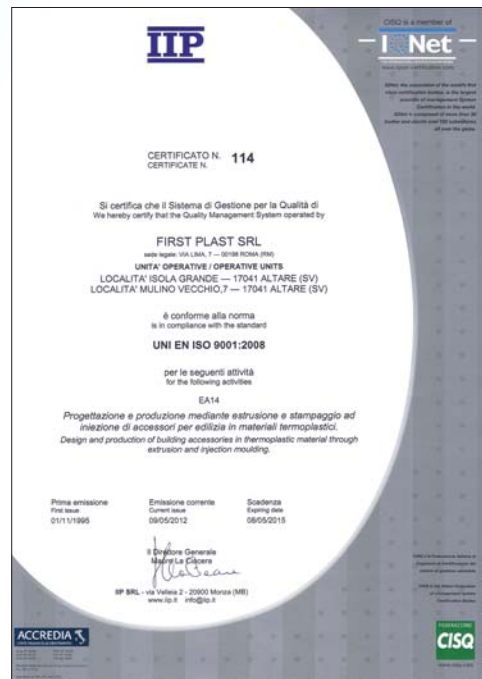 IIP
CISQ is a member of
IQNet
www.iqnet-certification.com
CERTIFICATO N. 114
CERTIFICATE N.
Si certifica che il Sistema di Gestione per la Qualità di
We hereby certify that the Quality Management System operated by
FIRST PLAST SRL
sede legale: VIA LIMA, 7 — 00198 ROMA (RM)
UNITA' OPERATIVE / OPERATIVE UNITS
LOCALITA' ISOLA GRANDE — 17041 ALTARE (SV)
LOCALITA' MULINO VECCHIO,7 — 17041 ALTARE (SV)
é conforme alla norma
is in compliance with the standard
UNI EN ISO 9001:2008
per le seguenti attività
for the following activities
EA14
Progettazione e produzione mediante estrusione e stampaggio ad
iniezione di accessori per edilizia in materiali termoplastici.
Design and production of building accessories in thermoplastic material through
extrusion and injection moulding.
Prima emissione Emissione corrente Scadenza
First issue Current issue Expiring date
01/11/1995 09/05/2012 08/05/2015
Il Direttore Generale
Mauro La Ciacera
IIP SRL - via Velleia 2 - 20900 Monza (MB)
www.iip.it info@iip.it
ACCREDIA
FEDERAZIONE
CISQ